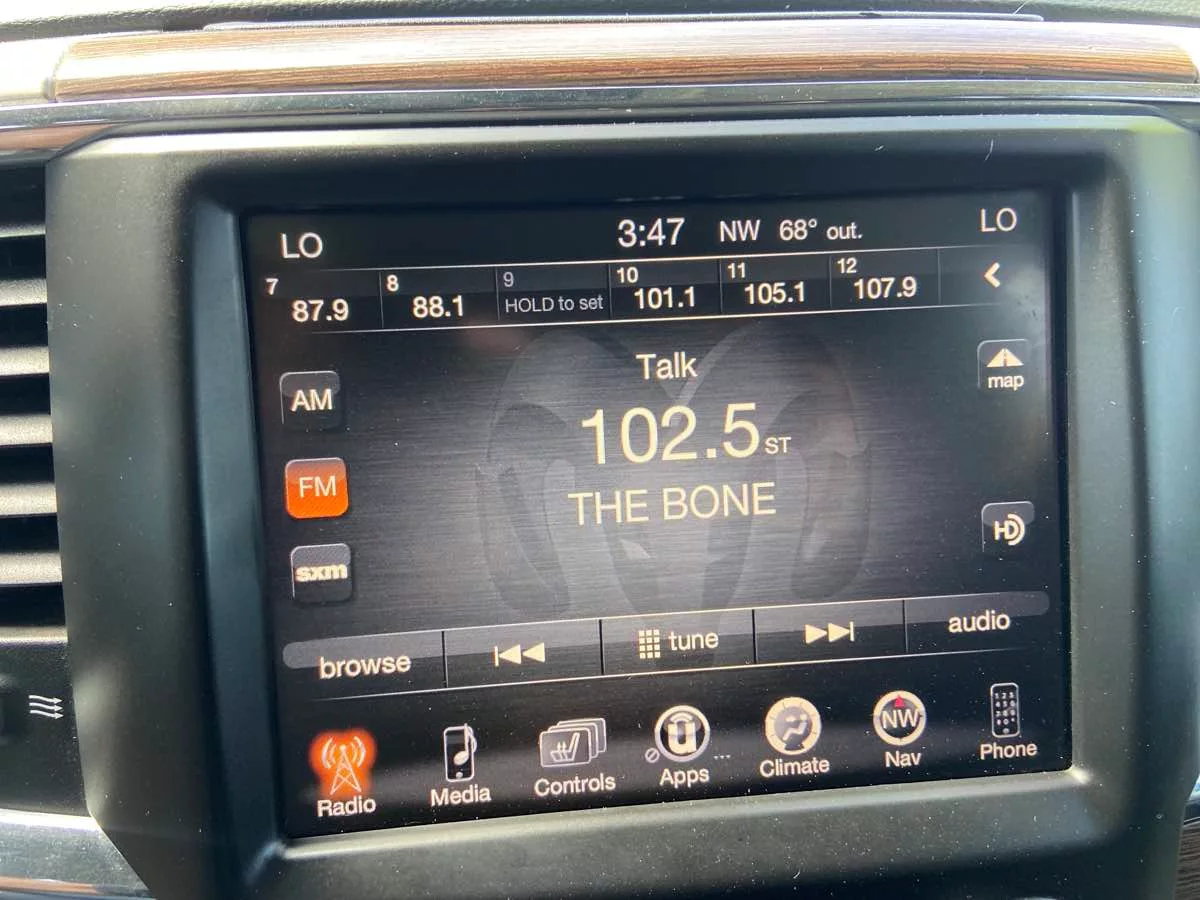 LO 3:47 NW 68° out. LO
7 8 9 10 11 12
87.9 88.1 HOLD to set 101.1 105.1 107.9
Talk
map
AM
102.5 ST
FM
THE BONE
HD
sxm
browse tune audio
NW
Radio Media Controls Apps Climate Nav Phone